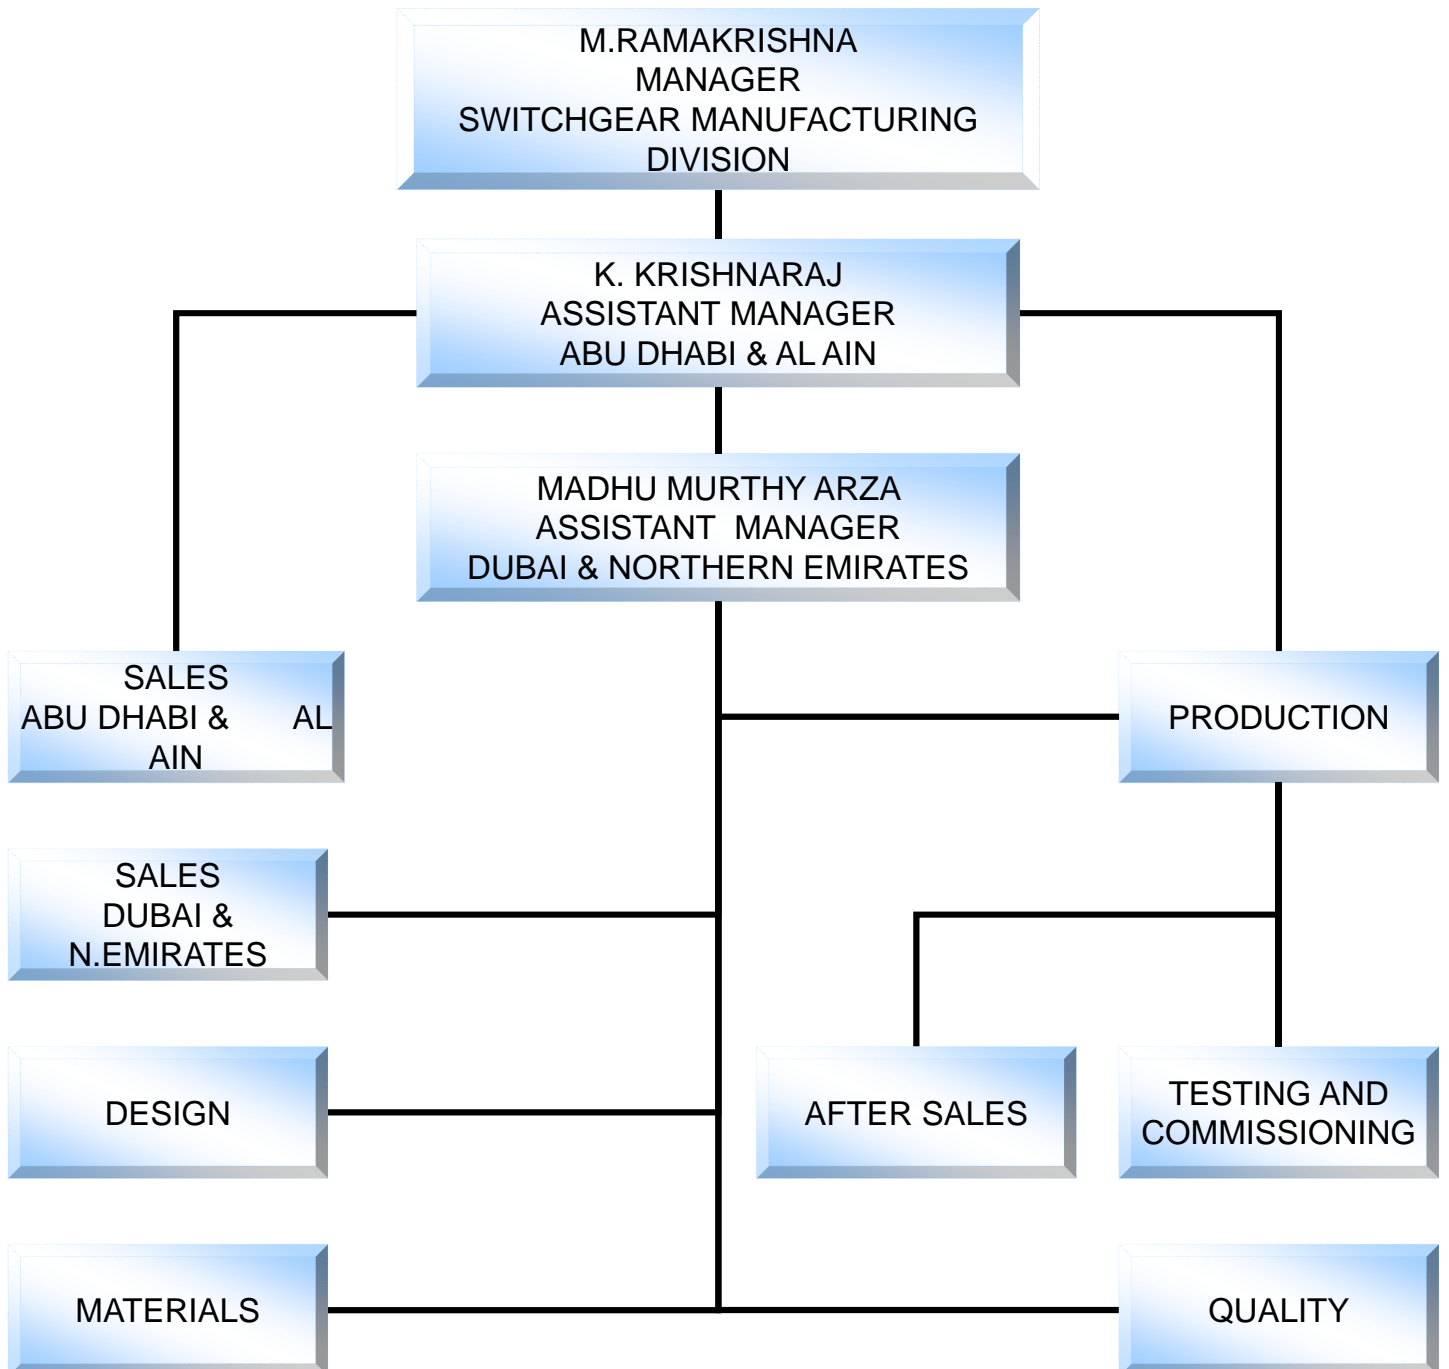 M.RAMAKRISHNA
MANAGER
SWITCHGEAR MANUFACTURING
DIVISION
K. KRISHNARAJ
ASSISTANT MANAGER
ABU DHABI & AL AIN
MADHU MURTHY ARZA
ASSISTANT MANAGER
DUBAI & NORTHERN EMIRATES
SALES
ABU DHABI & AL
AIN
PRODUCTION
SALES
DUBAI &
N.EMIRATES
DESIGN
AFTER SALES
TESTING AND
COMMISSIONING
MATERIALS
QUALITY